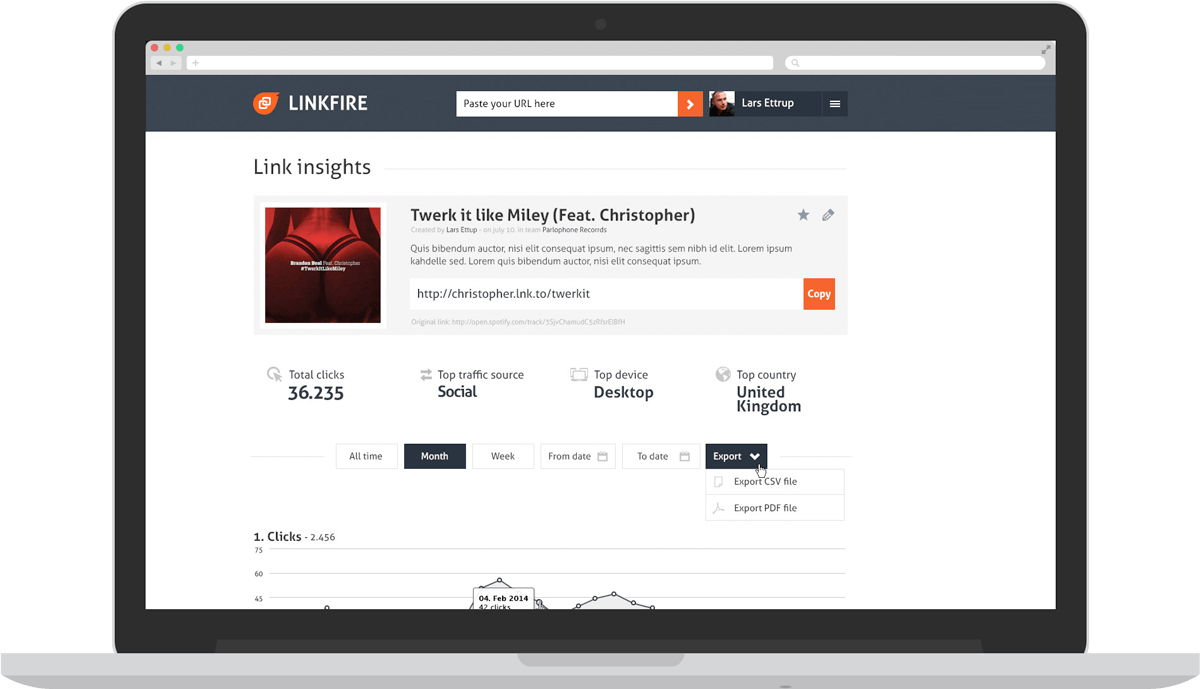 LINKFIRE
Paste your URL here
Lars Ettrup
Link insights
Twerk it like Miley (Feat. Christopher)
Created by Lars Ettup - on july 10. in team Parlophone Records
Quis bibendum auctor, nisi elit consequat ipsum, nec sagittis sem nibh id elit. Lorem ipsum
kahdelle sed. Lorem quis bibendum auctor, nisi elit consequat ipsum.
Brandon Beal Feat. Christopher
#TwerkItLikeMiley
http://christopher.lnk.to/twerkit
Copy
Original link: http://open.spotify.com/track/
Total clicks
36.235
Top traffic source
Social
Top device
Desktop
Top country
United
Kingdom
All time
Month
Week
From date
To date
Export
Export CSV file
Export PDF file
1. Clicks - 2.456
75
60
45
04. Feb 2014
42 clicks